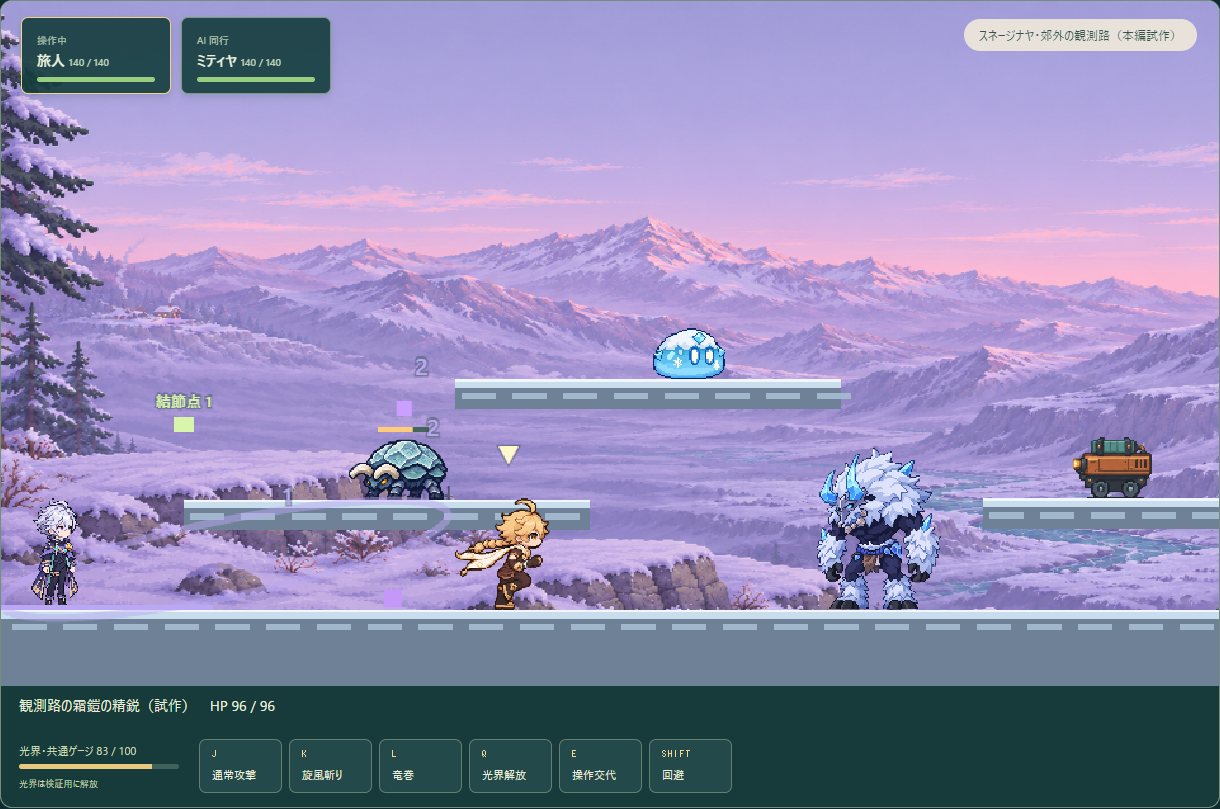 操作中
旅人 140 / 140
AI 同行
ミティヤ 140 / 140
スネージナヤ・郊外の観測路（本編試作）
2
結節点 1
2
1
観測路の霜鎧の精鋭（試作） HP 96 / 96
光界・共通ゲージ 83 / 100
光界は検証用に解放
J
通常攻撃
K
旋風斬り
L
竜巻
Q
光界解放
E
操作交代
SHIFT
回避